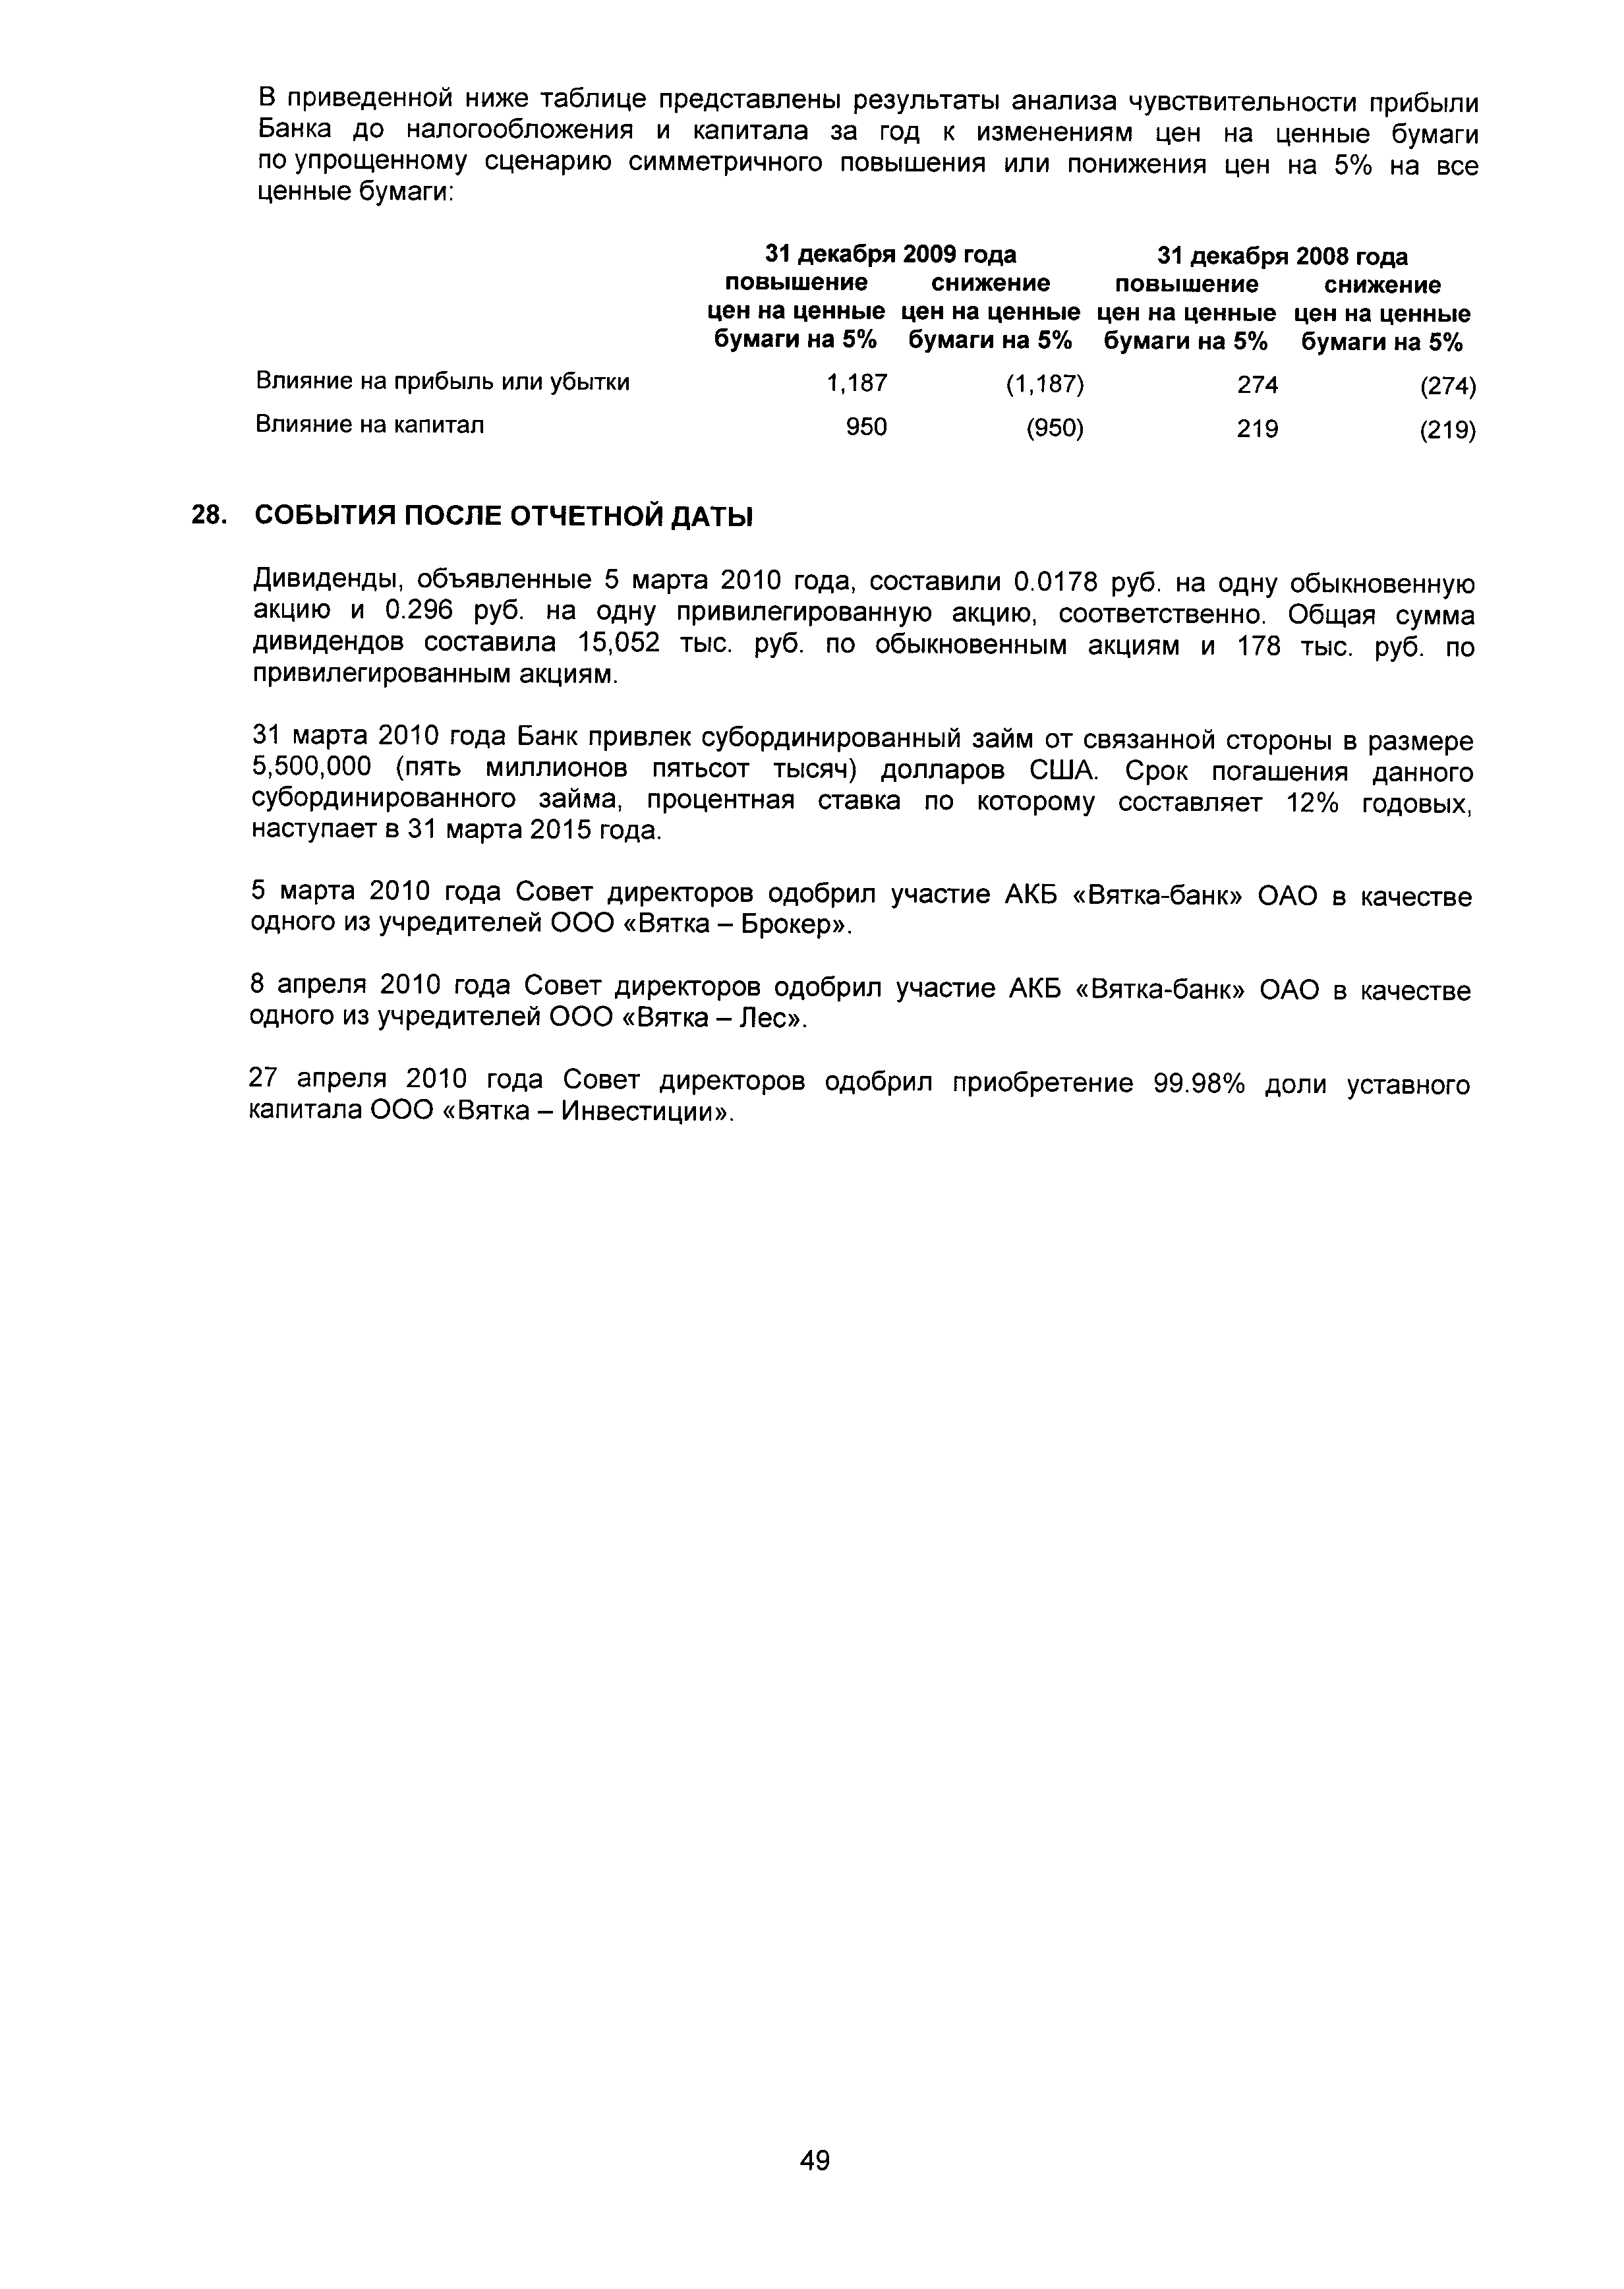 В приведенной ниже таблице представлены результаты анализа чувствительности прибыли
Банка до налогообложения и капитала за год к изменениям цен на ценные бумаги
по упрощенному сценарию симметричного повышения или понижения цен на 5% на все
ценные бумаги:
31 декабря 2009 года 31 декабря 2008 года
повышение снижение повышение снижение
цен на ценные цен на ценные цен на ценные цен на ценные
бумаги на 5% бумаги на 5% бумаги на 5% бумаги на 5%
Влияние на прибыль или убытки 1,187 (1,187) 274 (274)
Влияние на капитал 950 (950) 219 (219)
28. СОБЫТИЯ ПОСЛЕ ОТЧЕТНОЙ ДАТЫ
Дивиденды, объявленные 5 марта 2010 года, составили 0.0178 руб. на одну обыкновенную
акцию и 0.296 руб. на одну привилегированную акцию, соответственно. Общая сумма
дивидендов составила 15,052 тыс. руб. по обыкновенным акциям и 178 тыс. руб. по
привилегированным акциям.
31 марта 2010 года Банк привлек субординированный займ от связанной стороны в размере
5,500,000 (пять миллионов пятьсот тысяч) долларов США. Срок погашения данного
субординированного займа, процентная ставка по которому составляет 12% годовых,
наступает в 31 марта 2015 года.
5 марта 2010 года Совет директоров одобрил участие АКБ «Вятка-банк» ОАО в качестве
одного из учредителей ООО «Вятка – Брокер».
8 апреля 2010 года Совет директоров одобрил участие АКБ «Вятка-банк» ОАО в качестве
одного из учредителей ООО «Вятка – Лес».
27 апреля 2010 года Совет директоров одобрил приобретение 99.98% доли уставного
капитала ООО «Вятка – Инвестиции».
49